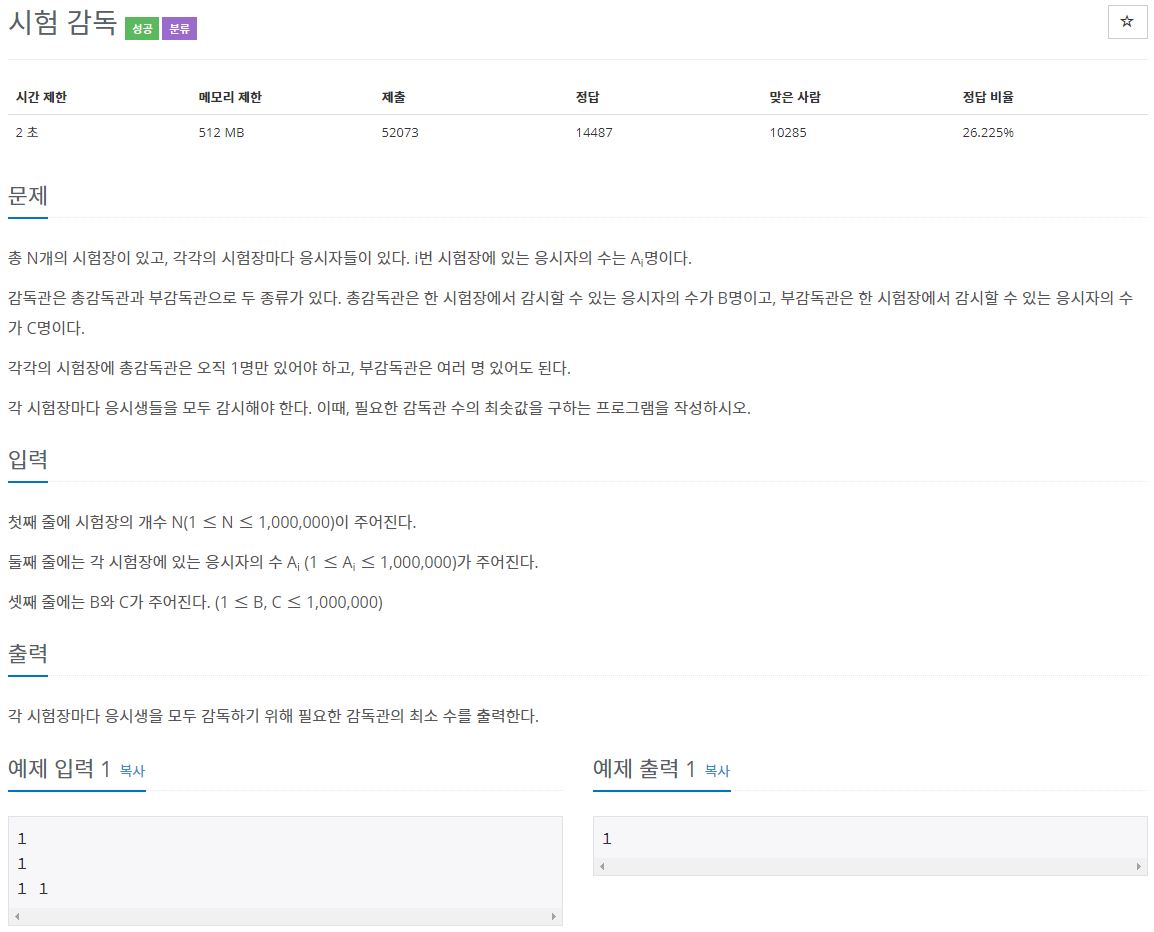 시험 감독 성공 분류
☆
시간 제한 메모리 제한 제출 정답 맞은 사람 정답 비율
2 초 512 MB 52073 14487 10285 26.225%
문제
총 N개의 시험장이 있고, 각각의 시험장마다 응시자들이 있다. i번 시험장에 있는 응시자의 수는 Ai명이다.
감독관은 총감독관과 부감독관으로 두 종류가 있다. 총감독관은 한 시험장에서 감시할 수 있는 응시자의 수가 B명이고, 부감독관은 한 시험장에서 감시할 수 있는 응시자의 수
가 C명이다.
각각의 시험장에 총감독관은 오직 1명만 있어야 하고, 부감독관은 여러 명 있어도 된다.
각 시험장마다 응시생들을 모두 감시해야 한다. 이때, 필요한 감독관 수의 최솟값을 구하는 프로그램을 작성하시오.
입력
첫째 줄에 시험장의 개수 N(1 ≤ N ≤ 1,000,000)이 주어진다.
둘째 줄에는 각 시험장에 있는 응시자의 수 Ai (1 ≤ Ai ≤ 1,000,000)가 주어진다.
셋째 줄에는 B와 C가 주어진다. (1 ≤ B, C ≤ 1,000,000)
출력
각 시험장마다 응시생을 모두 감독하기 위해 필요한 감독관의 최소 수를 출력한다.
예제 입력 1 복사
1
1
1 1
예제 출력 1 복사
1